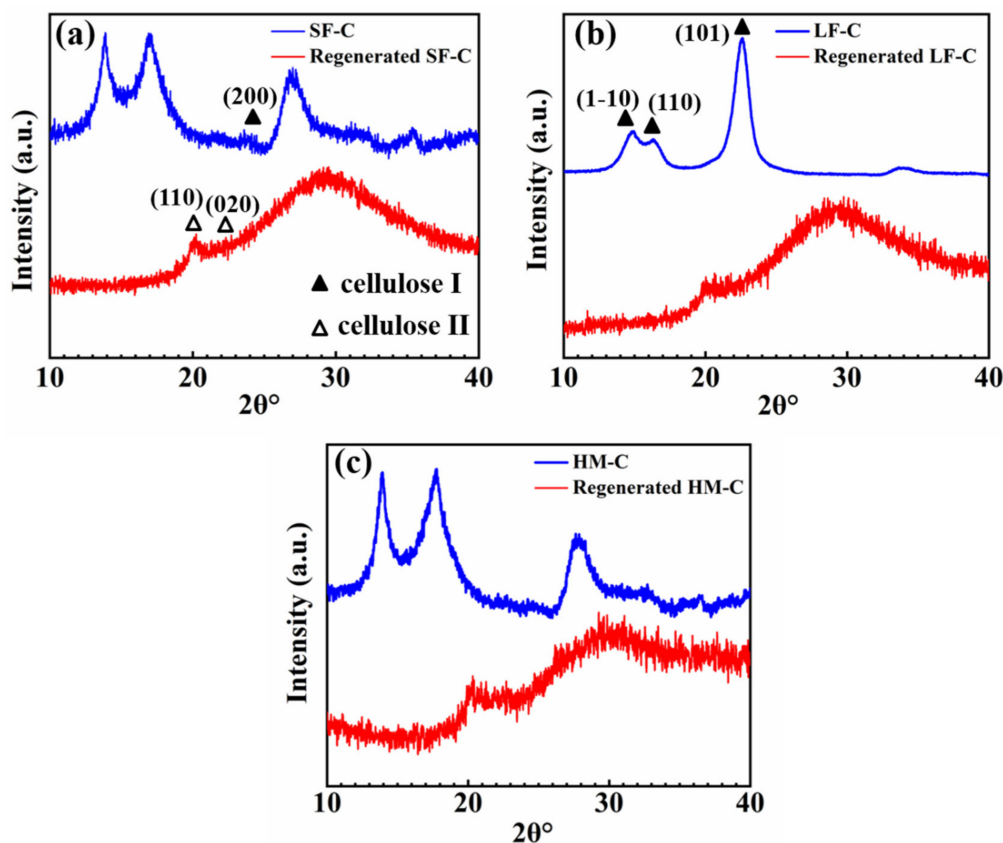 (a)
SF-C
Regenerated SF-C
(200)
(110)
(020)
▲ cellulose I
△ cellulose II
Intensity (a.u.)
10 20 30 40
2θ°
(b)
LF-C
Regenerated LF-C
(101)
(1-10)
(110)
Intensity (a.u.)
10 20 30 40
2θ°
(c)
HM-C
Regenerated HM-C
Intensity (a.u.)
10 20 30 40
2θ°